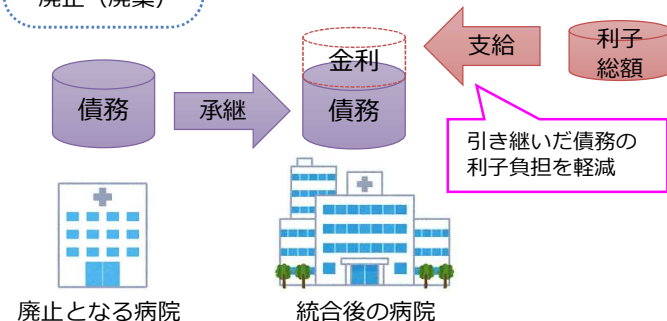 廃止（廃業）
支給
利子
総額
金利
債務
承継
債務
引き継いだ債務の
利子負担を軽減
廃止となる病院
統合後の病院